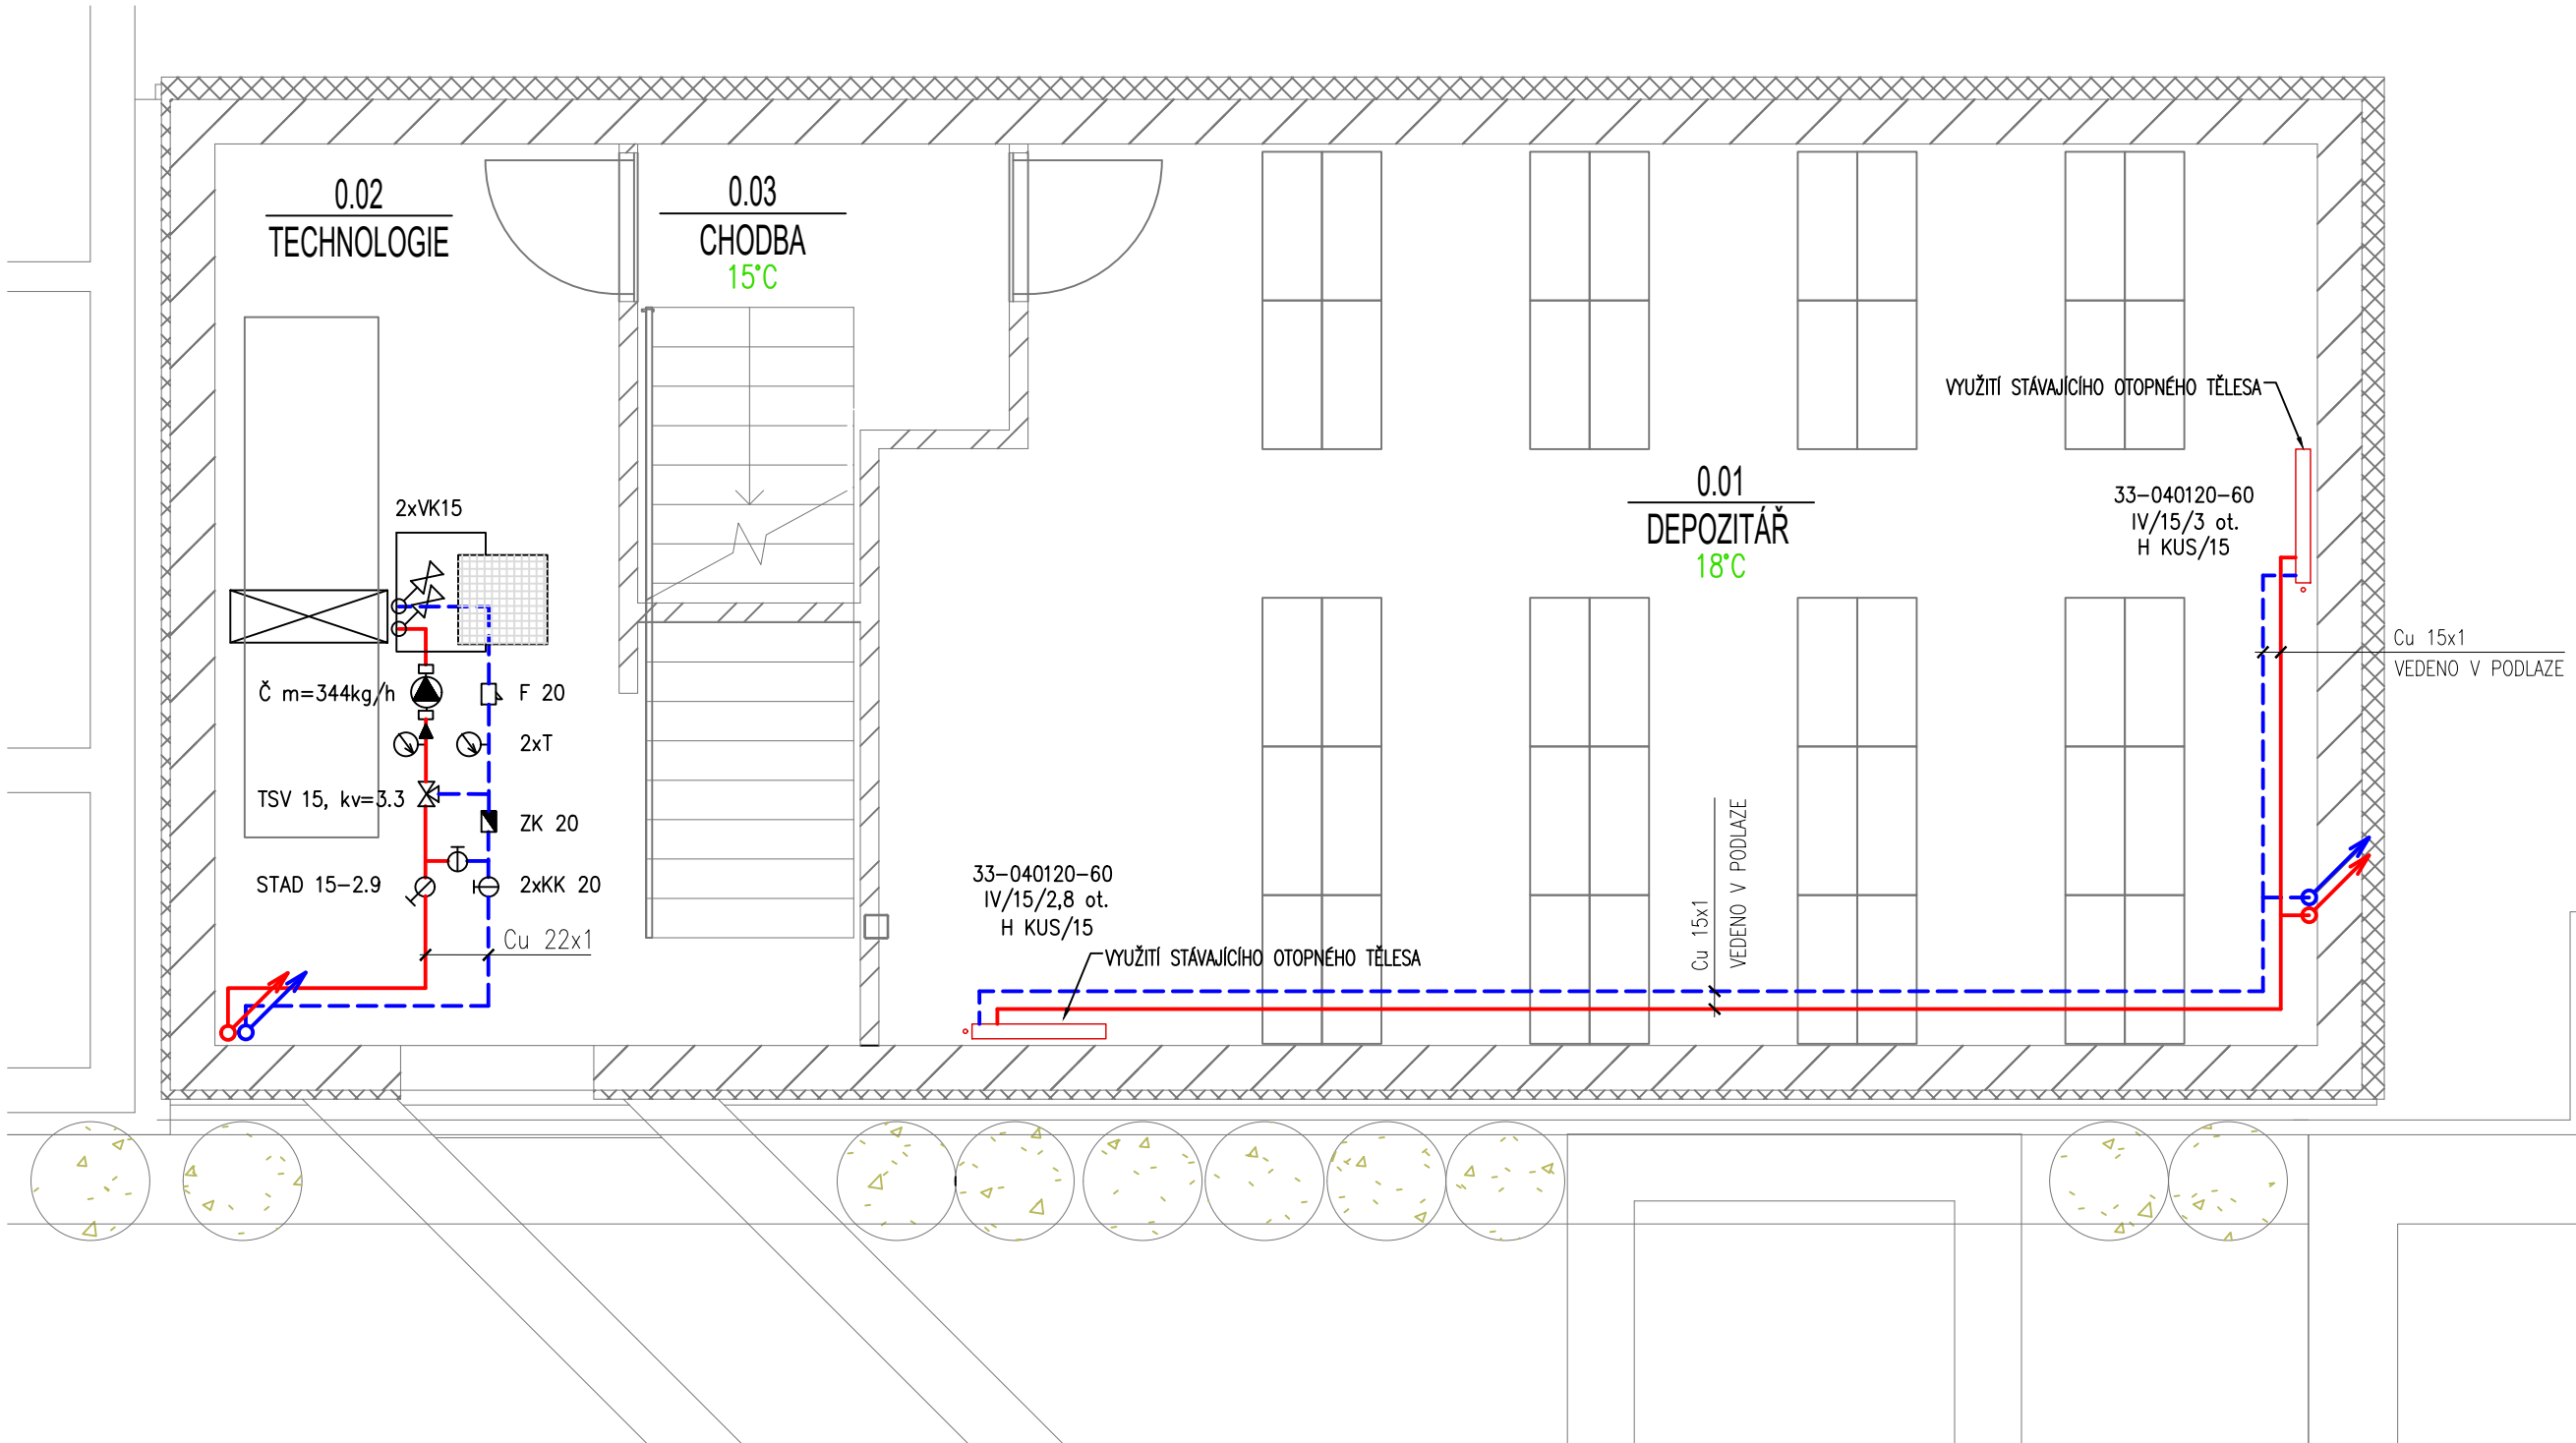 0.02
TECHNOLOGIE
0.03
CHODBA
15°C
VYUŽITÍ STÁVAJÍCÍHO OTOPNÉHO TĚLESA
0.01
DEPOZITÁŘ
18°C
33-040120-60
IV/15/3 ot.
H KUS/15
2xVK15
Cu 15x1
VEDENO V PODLAZE
Č m=344kg/h
F 20
2xT
TSV 15, kv=3.3
ZK 20
STAD 15-2.9
2xKK 20
Cu 22x1
33-040120-60
IV/15/2,8 ot.
H KUS/15
VYUŽITÍ STÁVAJÍCÍHO OTOPNÉHO TĚLESA
Cu 15x1
VEDENO V PODLAZE